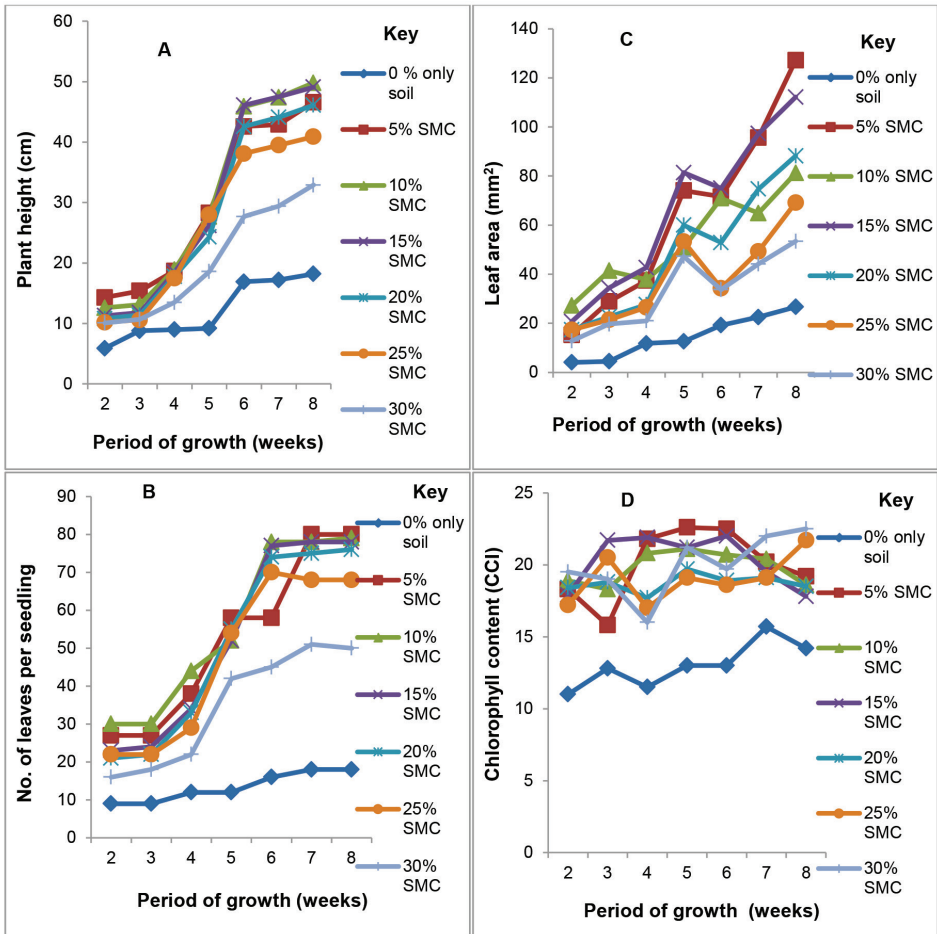 A
Plant height (cm)
60
50
40
30
20
10
0
2 3 4 5 6 7 8
Period of growth (weeks)
Key
0 % only
soil
5% SMC
10%
SMC
15%
SMC
20%
SMC
25%
SMC
30%
SMC
C
Leaf area (mm²)
140
120
100
80
60
40
20
0
2 3 4 5 6 7 8
Period of growth (weeks)
Key
0% only
soil
5% SMC
10% SMC
15% SMC
20% SMC
25% SMC
30% SMC
B
No. of leaves per seedling
90
80
70
60
50
40
30
20
10
0
2 3 4 5 6 7 8
Period of growth (weeks)
Key
0% only
soil
5%
SMC
10%
SMC
15%
SMC
20%
SMC
25%
SMC
30%
SMC
D
Chlorophyll content (CCI)
25
20
15
10
5
0
2 3 4 5 6 7 8
Period of growth (weeks)
Key
0% only
soil
5% SMC
10%
SMC
15%
SMC
20%
SMC
25%
SMC
30%
SMC